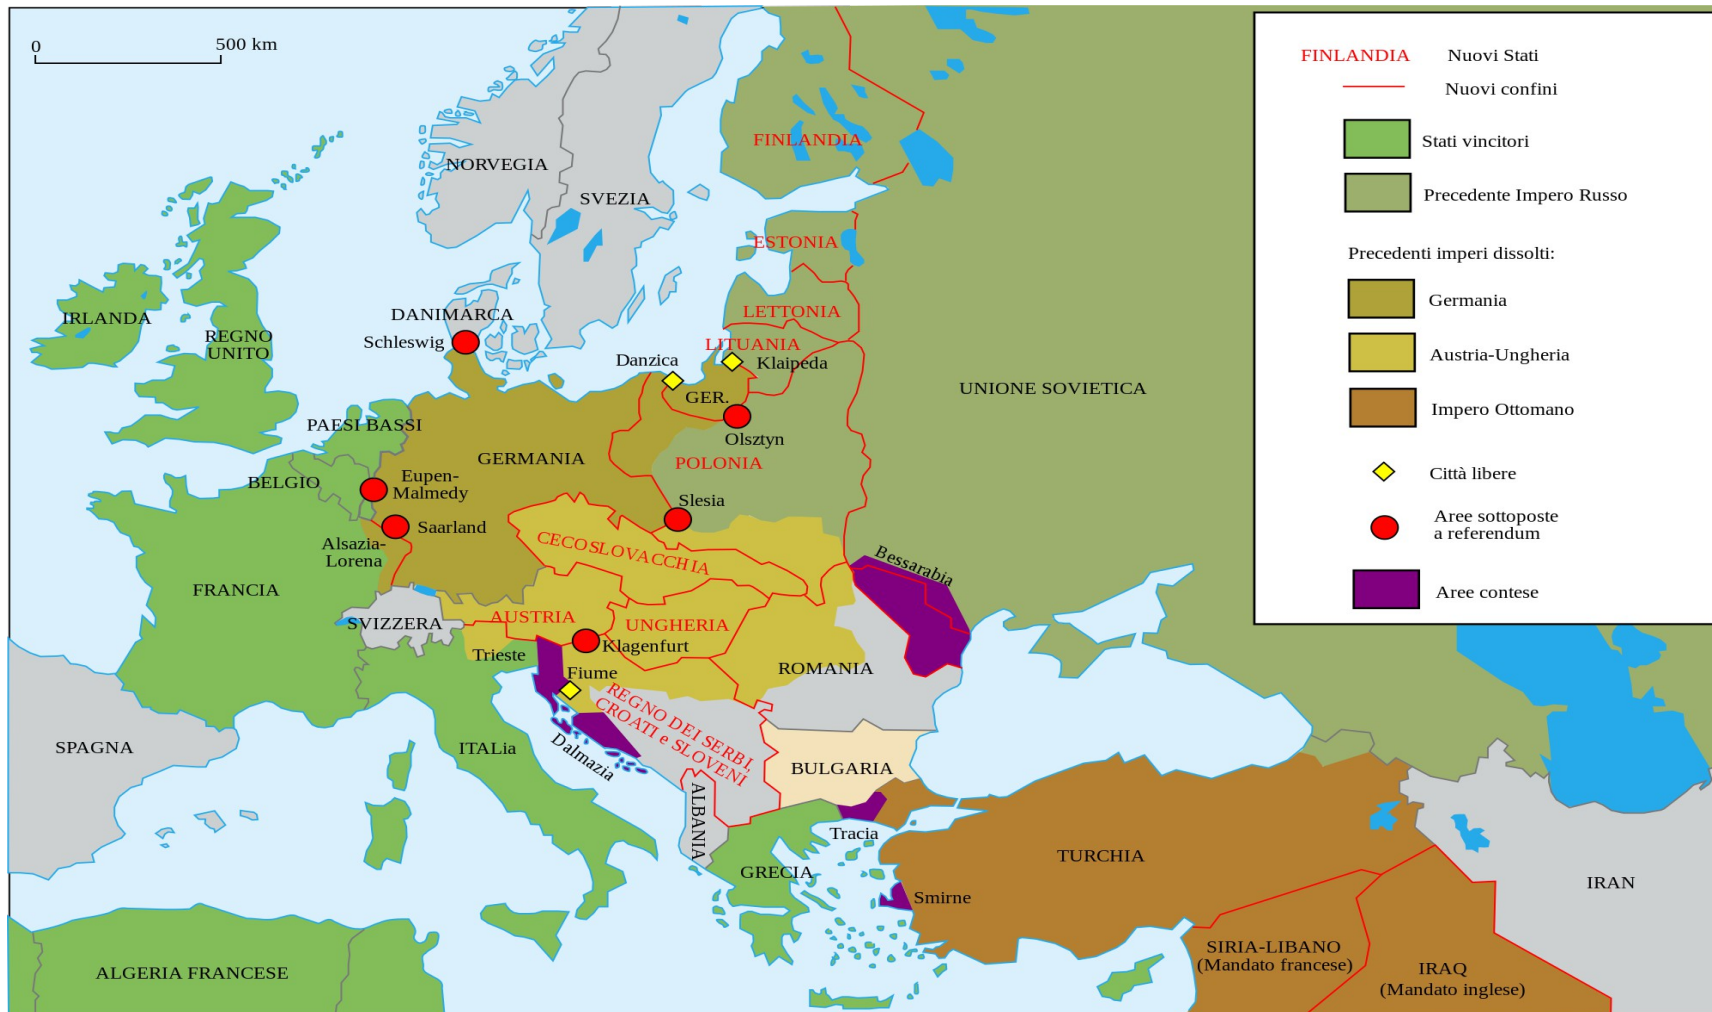 0
500 km
NORVEGIA
SVEZIA
FINLANDIA
ESTONIA
LETTONIA
LITUANIA
Klaipeda
IRLANDA
REGNO
UNITO
DANIMARCA
Schleswig
Danzica
GER.
Olsztyn
UNIONE SOVIETICA
PAESI BASSI
BELGIO
Eupen-
Malmedy
GERMANIA
POLONIA
Slesia
Saarland
Alsazia-
Lorena
CECOSLOVACCHIA
Bessarabia
FRANCIA
SVIZZERA
AUSTRIA
UNGHERIA
Klagenfurt
Trieste
Fiume
ROMANIA
REGNO DEI SERBI,
CROATI e SLOVENI
SPAGNA
ITALia
Dalmazia
BULGARIA
ALBANIA
Tracia
GRECIA
TURCHIA
Smirne
IRAN
ALGERIA FRANCESE
SIRIA-LIBANO
(Mandato francese)
IRAQ
(Mandato inglese)
FINLANDIA Nuovi Stati
Nuovi confini
Stati vincitori
Precedente Impero Russo
Precedenti imperi dissolti:
Germania
Austria-Ungheria
Impero Ottomano
Città libere
Aree sottoposte
a referendum
Aree contese